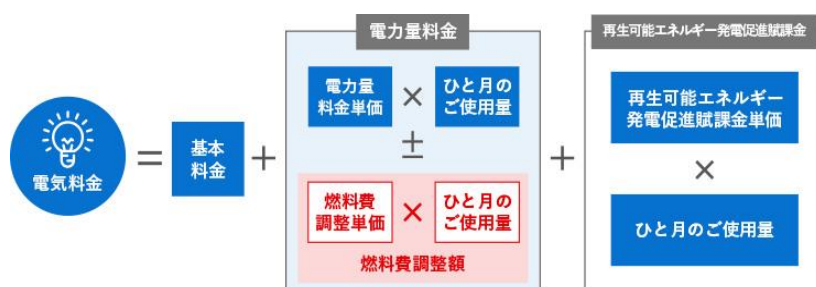 電力量料金
再生可能エネルギー発電促進賦課金
電気料金
=
基本
料金
+
電力量
料金単価
×
ひと月の
ご使用量
±
燃料費
調整単価
×
ひと月の
ご使用量
燃料費調整額
+
再生可能エネルギー
発電促進賦課金単価
×
ひと月のご使用量